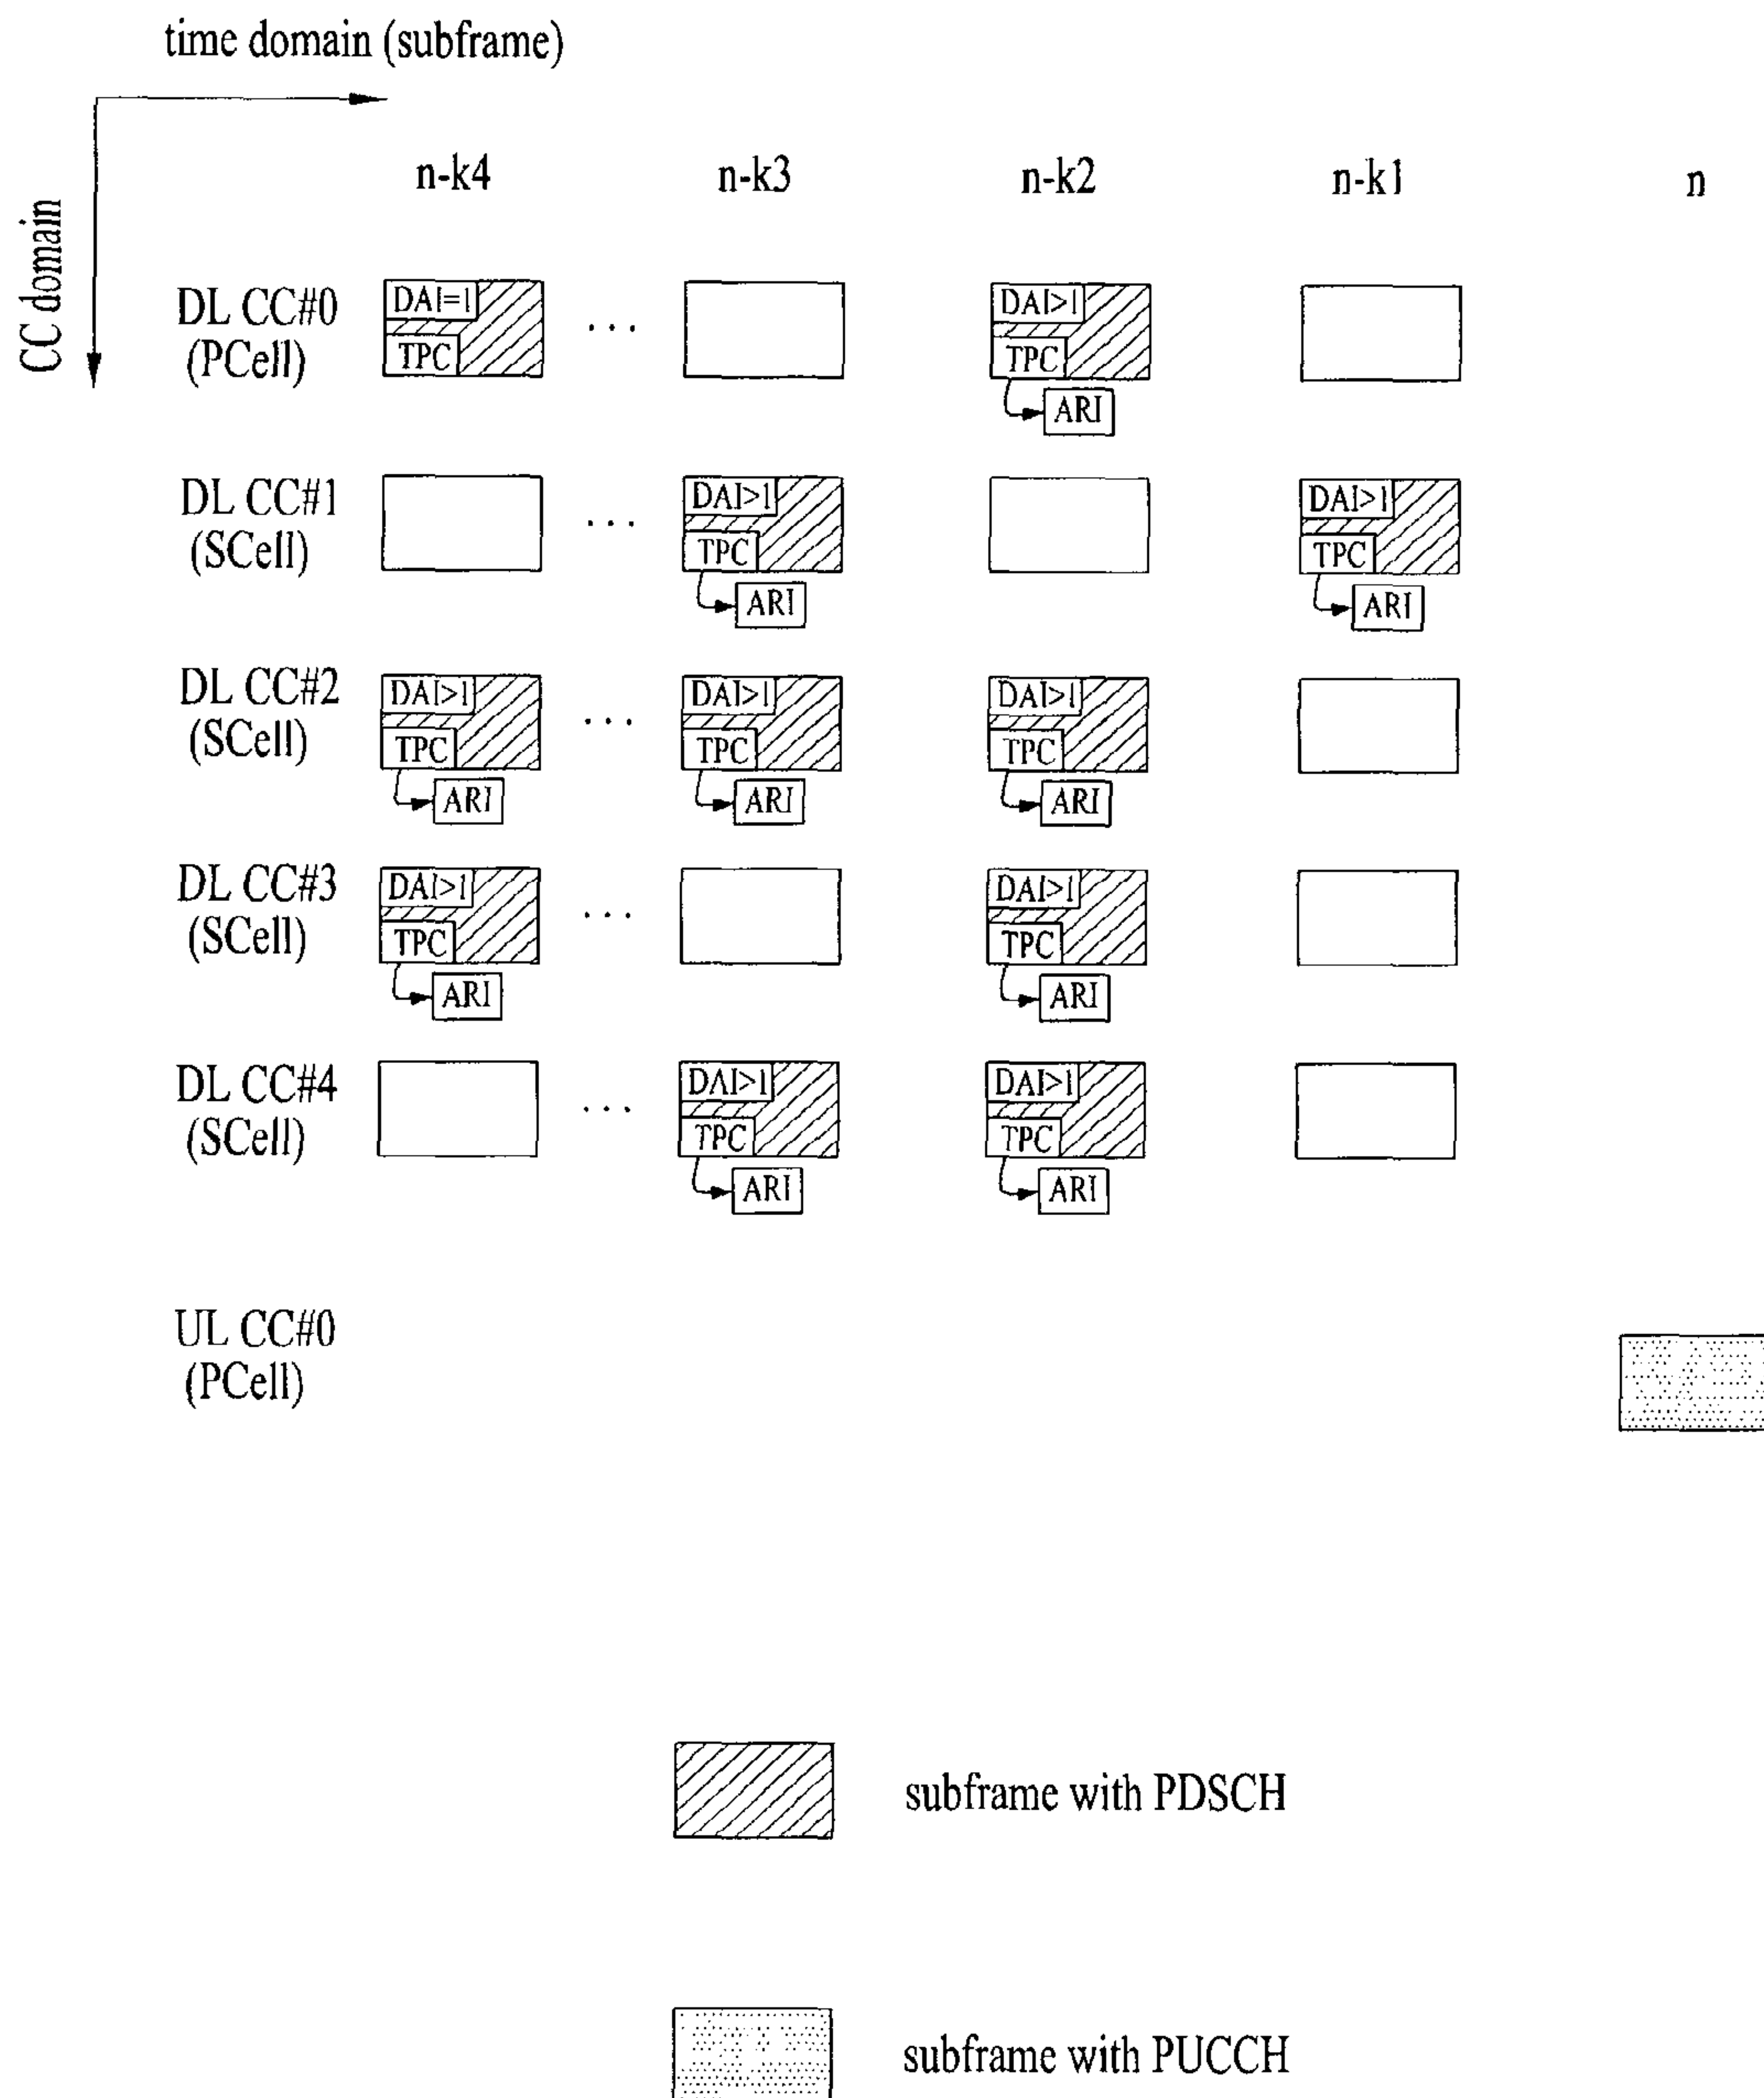 time domain (subframe)
CC domain
n-k4 n-k3 n-k2 n-k1 n
DL CC#0
(PCell)
DAI=1
TPC
...
DAI>1
TPC
ARI
DL CC#1
(SCell)
...
DAI>1
TPC
ARI
DAI>1
TPC
ARI
DL CC#2
(SCell)
DAI>1
TPC
ARI
...
DAI>1
TPC
ARI
DAI>1
TPC
ARI
DL CC#3
(SCell)
DAI>1
TPC
ARI
...
DAI>1
TPC
ARI
DL CC#4
(SCell)
...
DAI>1
TPC
ARI
DAI>1
TPC
ARI
UL CC#0
(PCell)
subframe with PDSCH
subframe with PUCCH